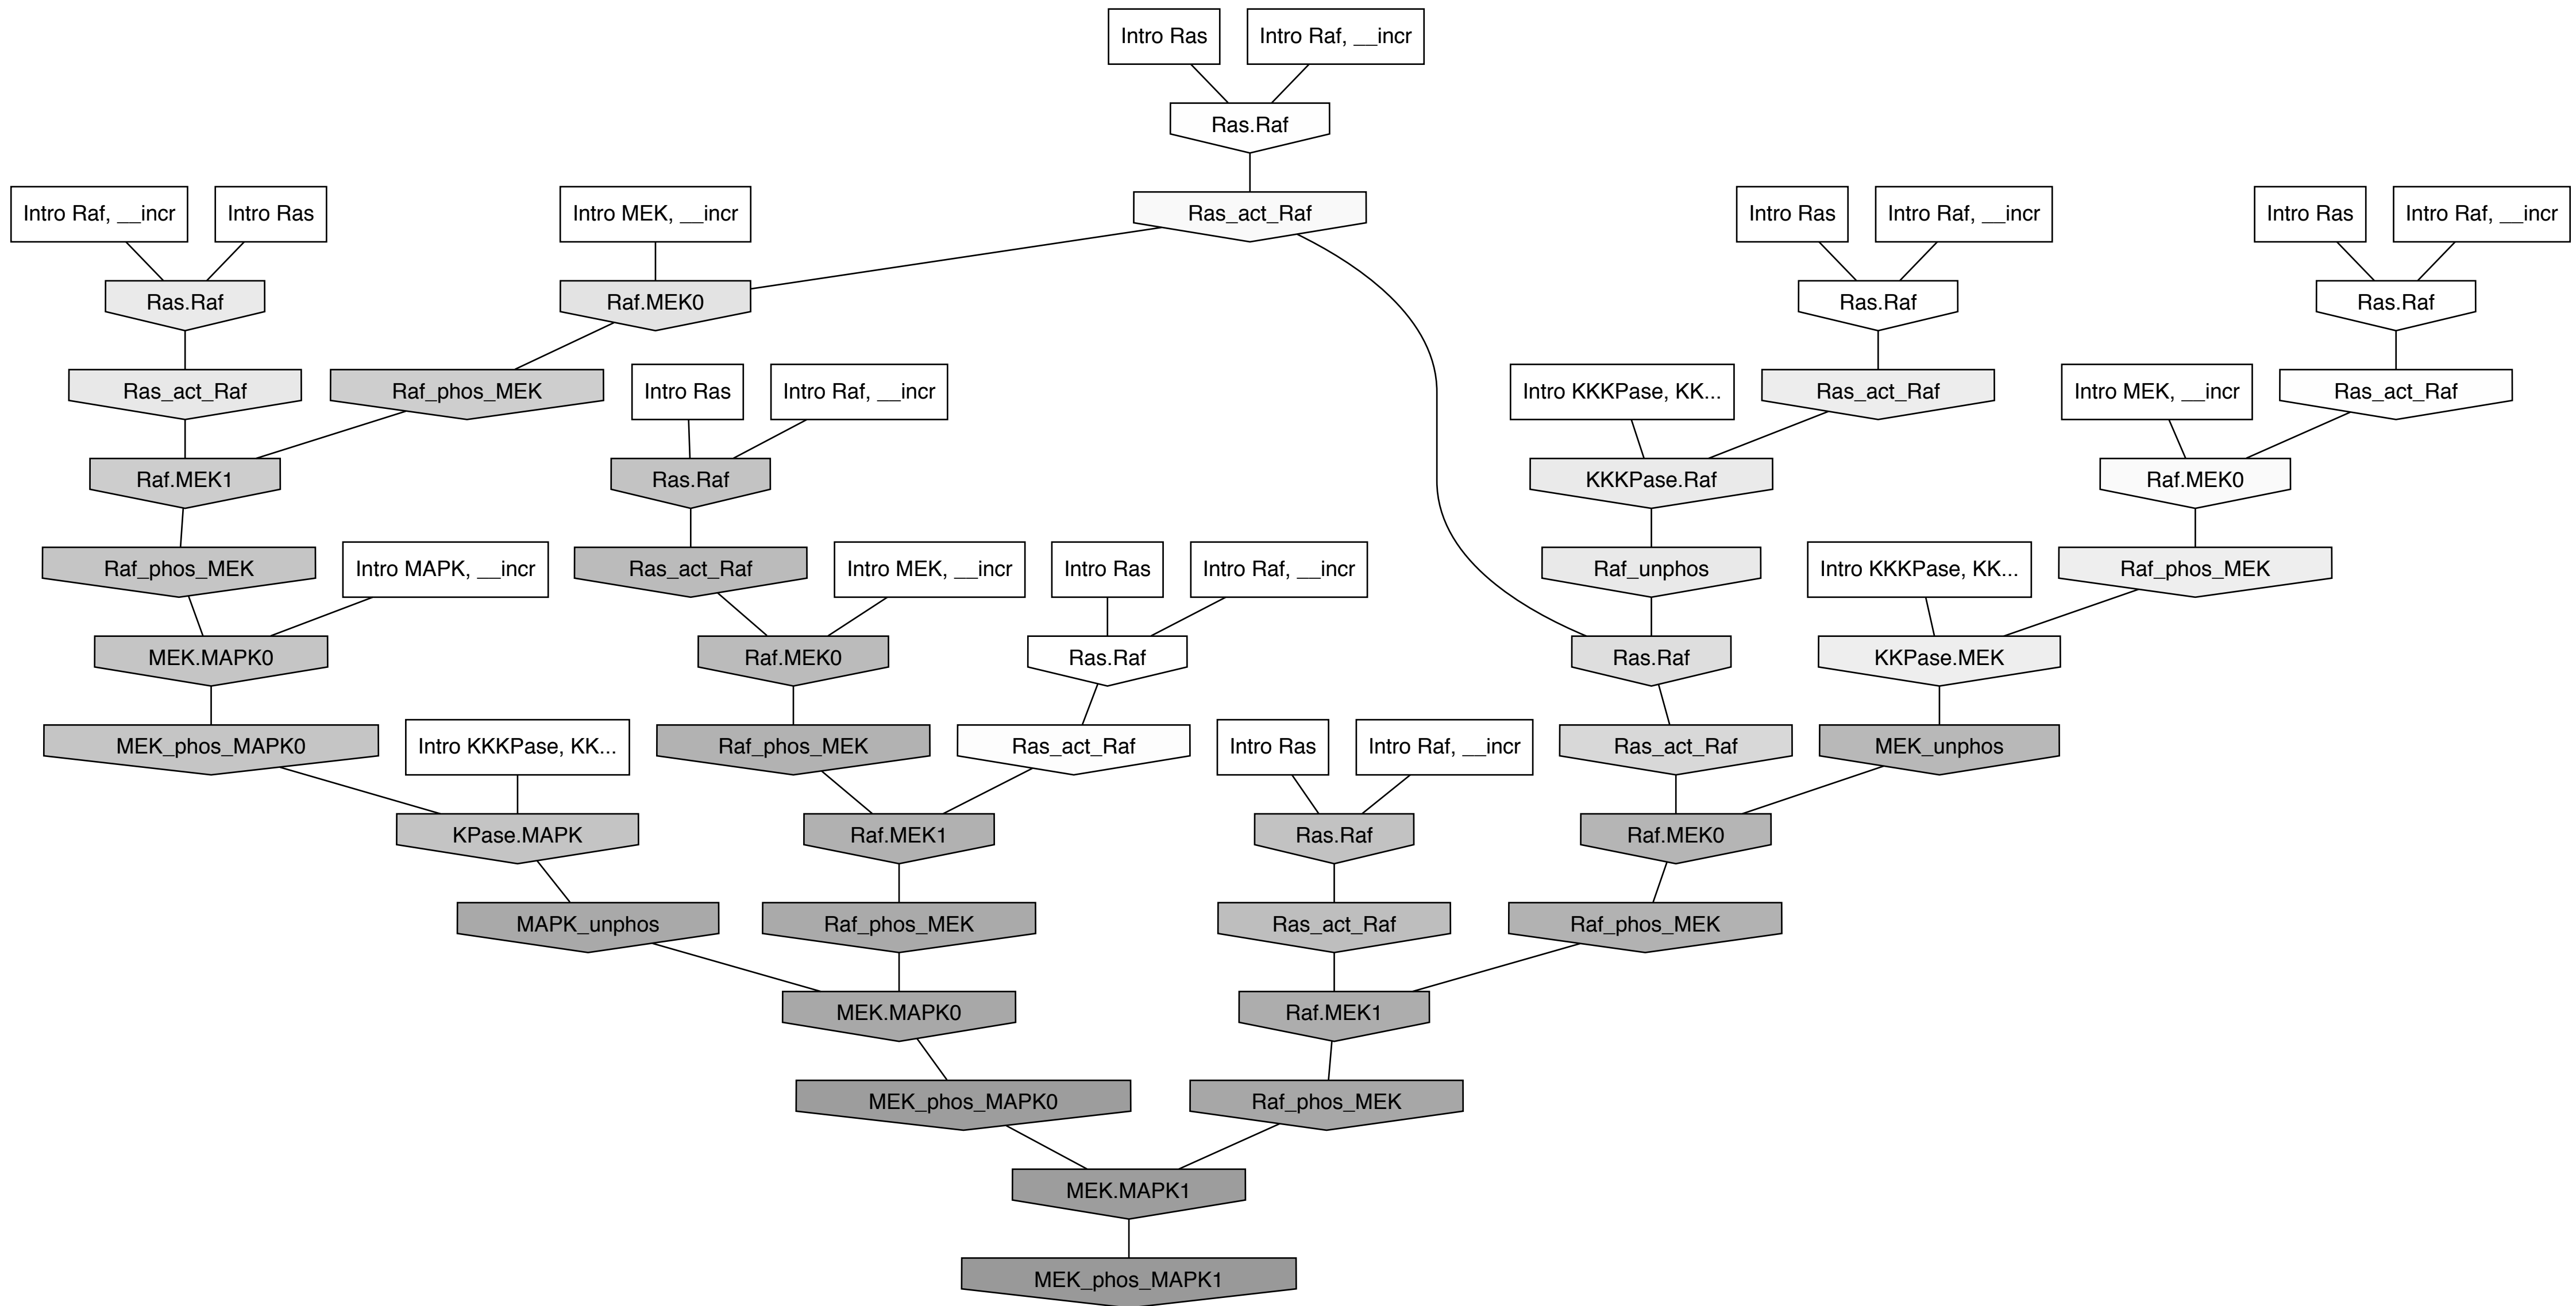 Intro Ras
Intro Raf, __incr
Ras.Raf
Intro Raf, __incr
Intro Ras
Intro MEK, __incr
Ras_act_Raf
Intro Ras
Intro Raf, __incr
Intro Ras
Intro Raf, __incr
Ras.Raf
Raf.MEK0
Ras.Raf
Ras.Raf
Ras_act_Raf
Raf_phos_MEK
Intro Ras
Intro Raf, __incr
Intro KKKPase, KK...
Ras_act_Raf
Intro MEK, __incr
Ras_act_Raf
Raf.MEK1
Ras.Raf
KKKPase.Raf
Raf.MEK0
Raf_phos_MEK
Intro MAPK, __incr
Ras_act_Raf
Intro MEK, __incr
Intro Ras
Intro Raf, __incr
Raf_unphos
Intro KKKPase, KK...
Raf_phos_MEK
MEK.MAPK0
Raf.MEK0
Ras.Raf
Ras.Raf
KKPase.MEK
MEK_phos_MAPK0
Intro KKKPase, KK...
Raf_phos_MEK
Ras_act_Raf
Intro Ras
Intro Raf, __incr
Ras_act_Raf
MEK_unphos
KPase.MAPK
Raf.MEK1
Ras.Raf
Raf.MEK0
MAPK_unphos
Raf_phos_MEK
Ras_act_Raf
Raf_phos_MEK
MEK.MAPK0
Raf.MEK1
MEK_phos_MAPK0
Raf_phos_MEK
MEK.MAPK1
MEK_phos_MAPK1